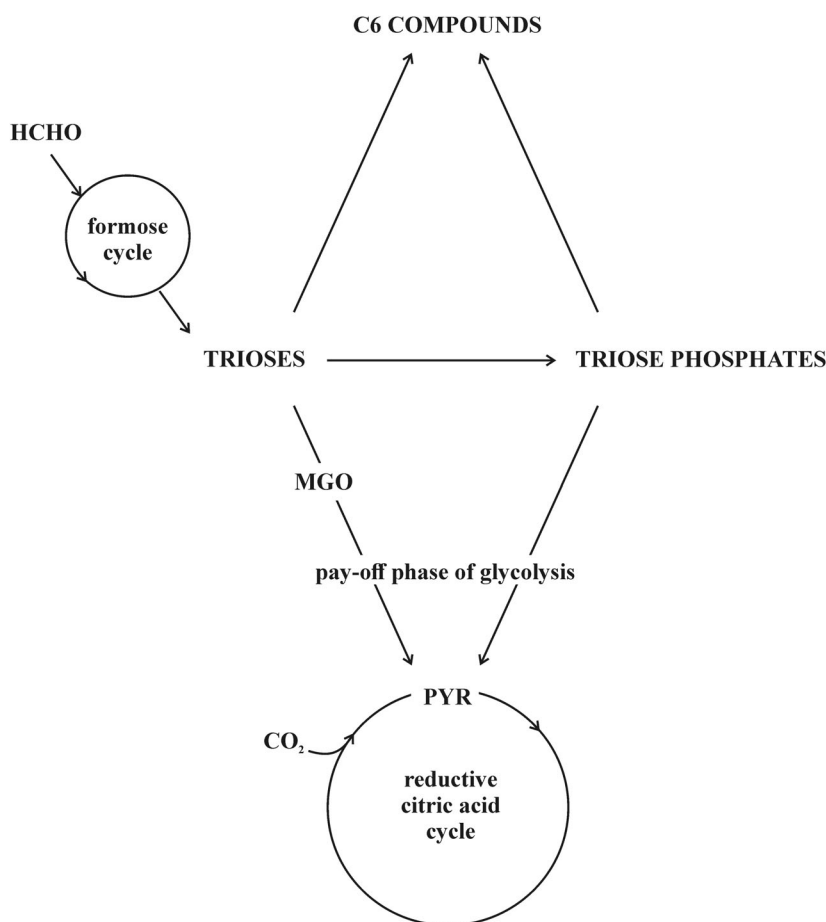 C6 COMPOUNDS
HCHO
formose
cycle
TRIOSES
TRIOSE PHOSPHATES
MGO
pay-off phase of glycolysis
PYR
CO₂
reductive
citric acid
cycle